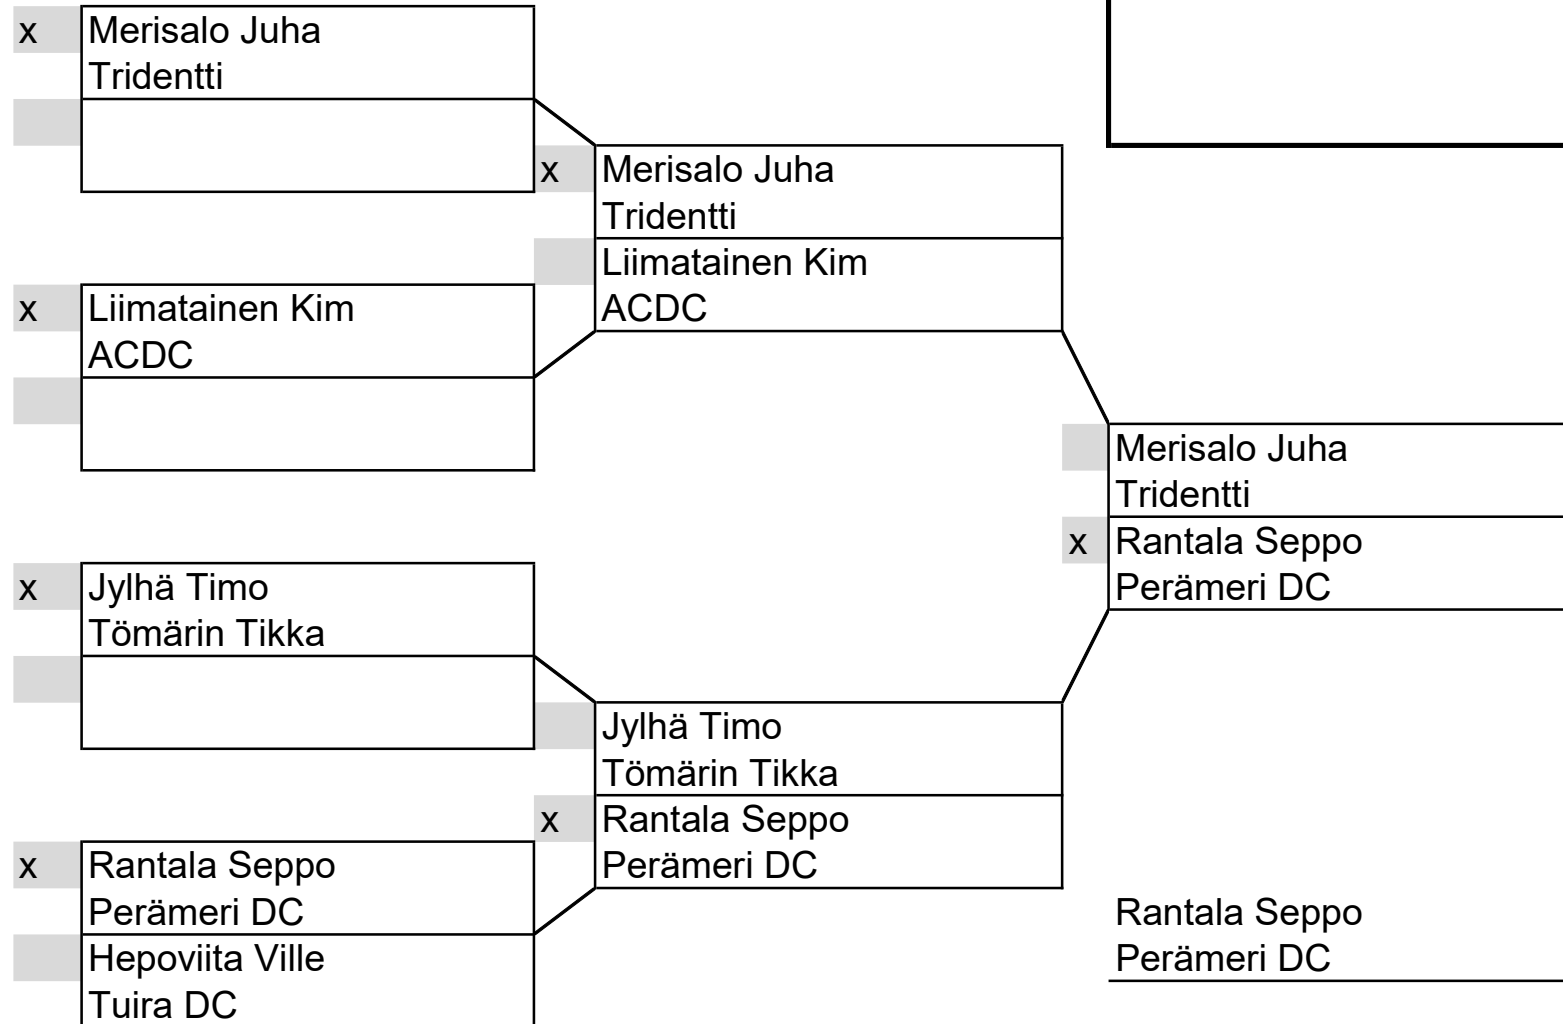 x Merisalo Juha
Tridentti
x Liimatainen Kim
ACDC
x Jylhä Timo
Tömärin Tikka
x Rantala Seppo
Perämeri DC
Hepoviita Ville
Tuira DC
x Merisalo Juha
Tridentti
Liimatainen Kim
ACDC
Jylhä Timo
Tömärin Tikka
x Rantala Seppo
Perämeri DC
Merisalo Juha
Tridentti
x Rantala Seppo
Perämeri DC
Rantala Seppo
Perämeri DC